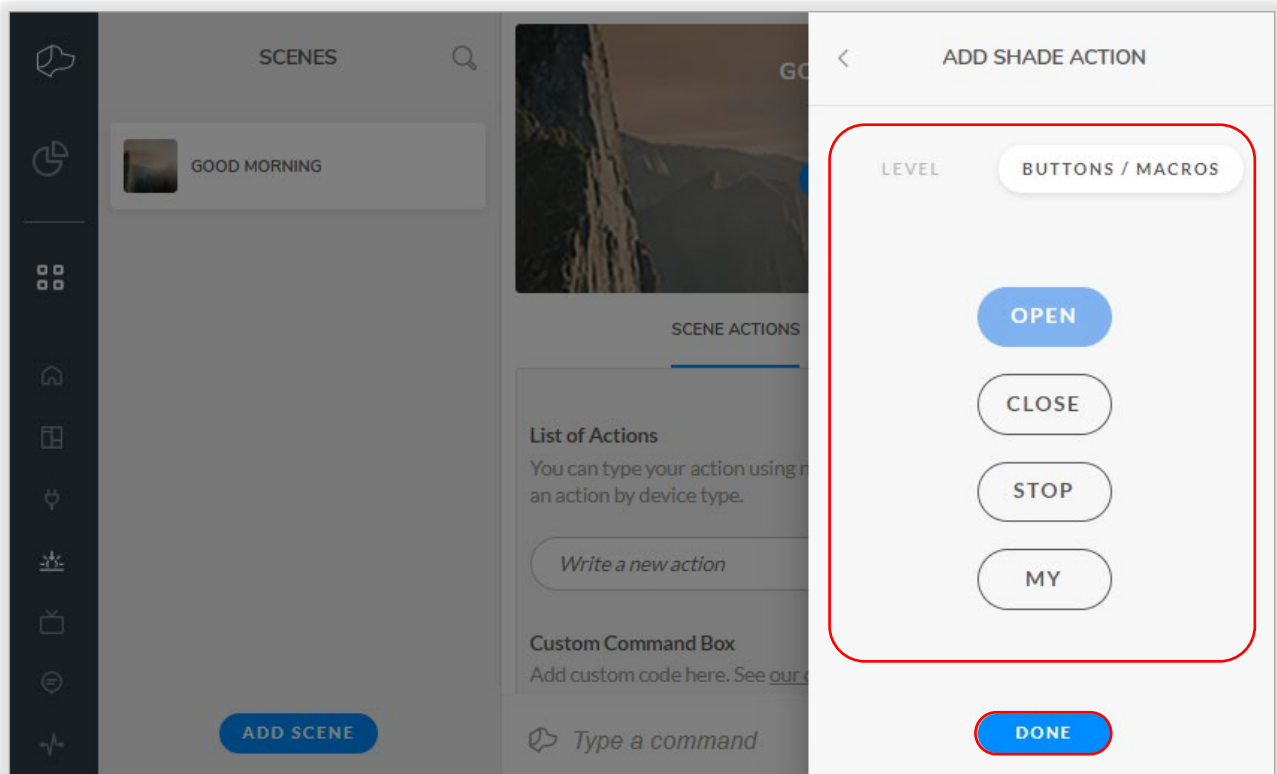 SCENES
GOOD MORNING
ADD SCENE
GO
SCENE ACTIONS
List of Actions
You can type your action using n
an action by device type.
Write a new action
Custom Command Box
Add custom code here. See our
Type a command
ADD SHADE ACTION
LEVEL
BUTTONS / MACROS
OPEN
CLOSE
STOP
MY
DONE